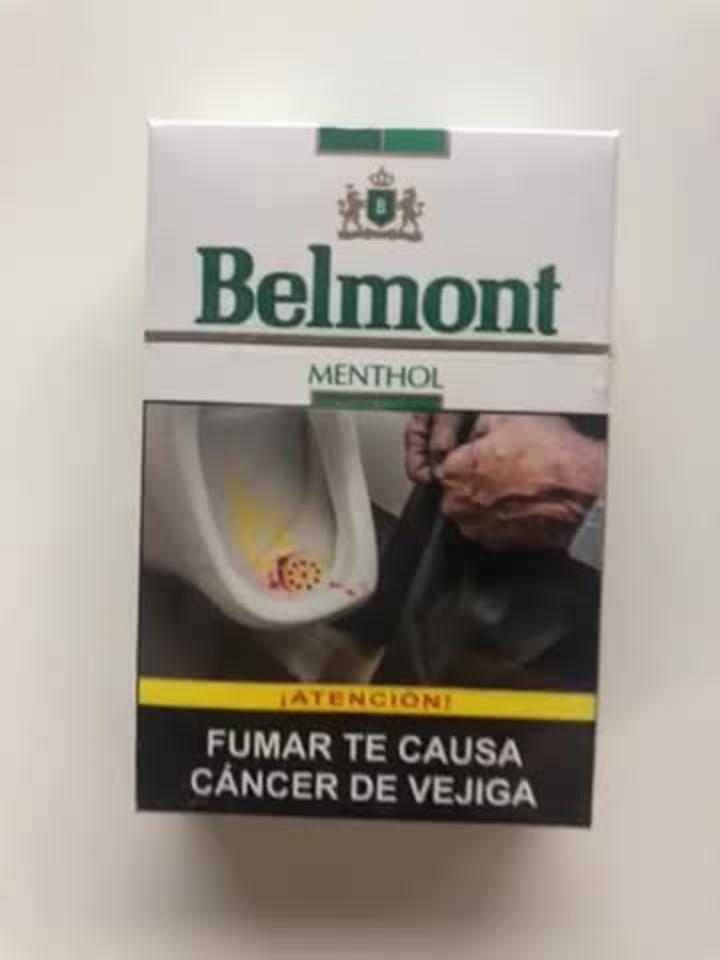 B
Belmont
MENTHOL
¡ATENCIÓN!
FUMAR TE CAUSA
CÁNCER DE VEJIGA